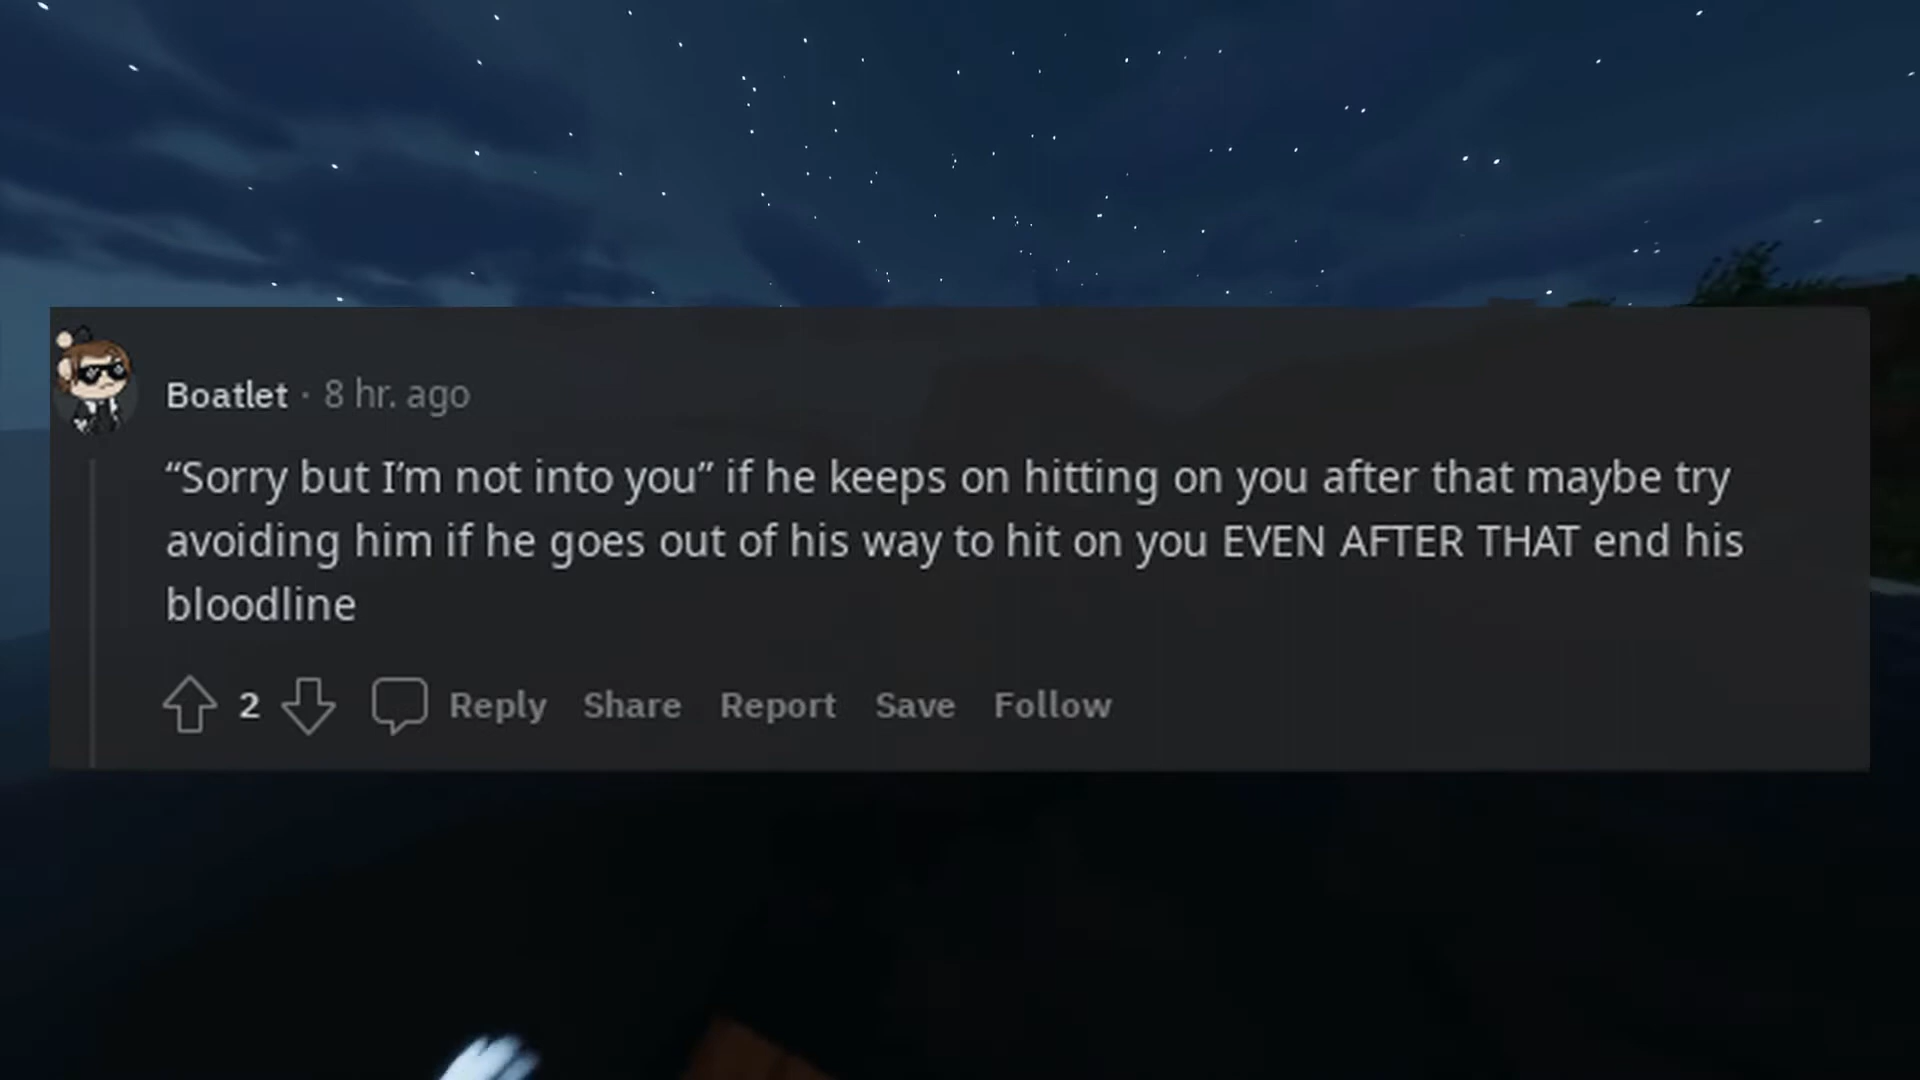 Boatlet · 8 hr. ago
“Sorry but I’m not into you” if he keeps on hitting on you after that maybe try
avoiding him if he goes out of his way to hit on you EVEN AFTER THAT end his
bloodline
2 Reply Share Report Save Follow